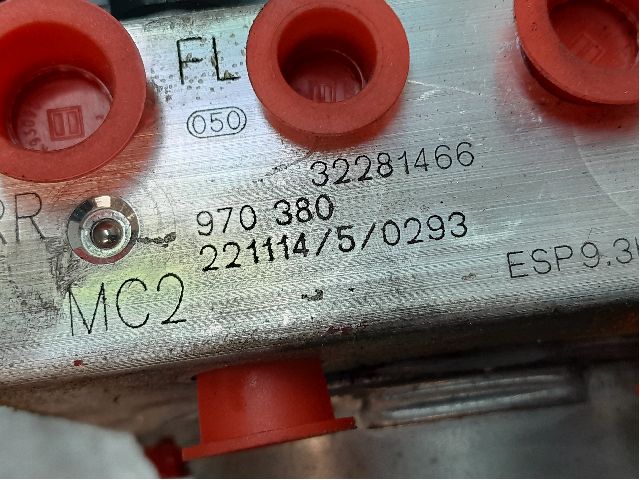 FL
050
32281466
RR
970 380
221114/5/0293
ESP9.3
MC2